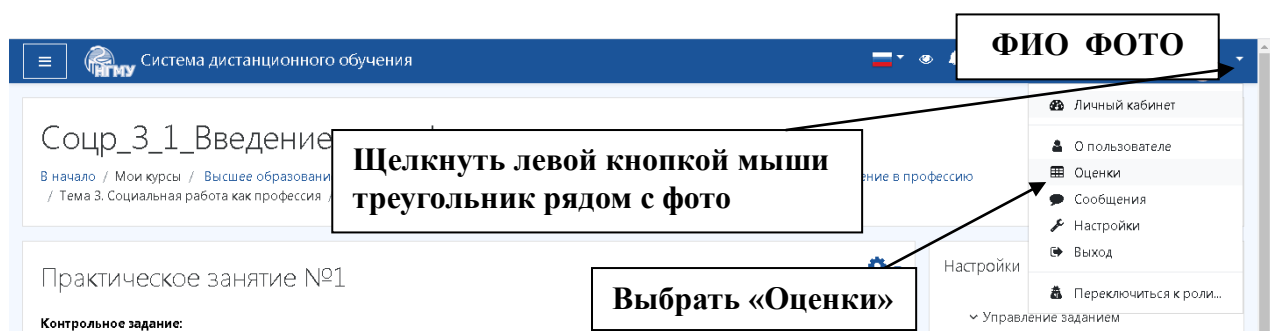 ФИО ФОТО
НГМУ Система дистанционного обучения
Личный кабинет
Соцр_3_1_Введение
Щелкнуть левой кнопкой мыши
треугольник рядом с фото
О пользователе
В начало / Мои курсы / Высшее
Оценки
/ Тема 3. Социальная работа как профессия /
в профессию
Сообщения
Настройки
Выход
Практическое занятие №1
Настройки
Выбрать «Оценки»
Переключиться к роли...
Управление заданием
Контрольное задание: